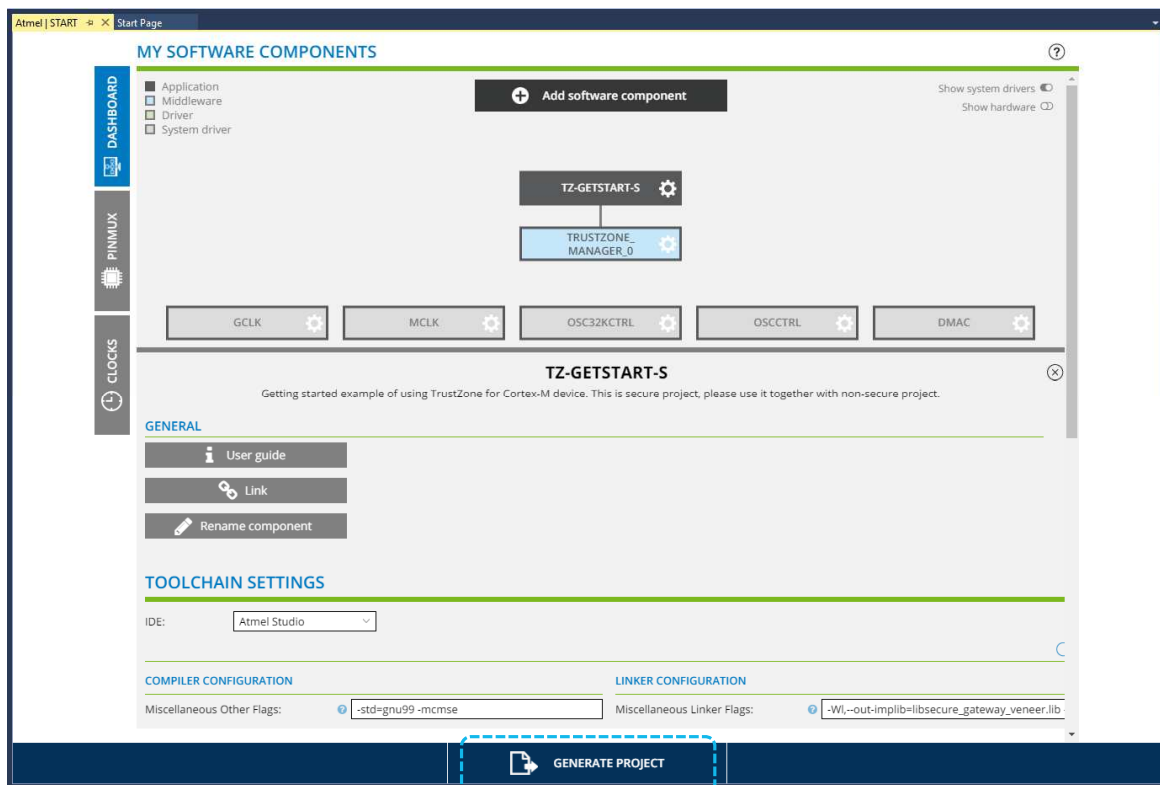 Atmel | START
Start Page
MY SOFTWARE COMPONENTS
?
DASHBOARD
PINMUX
CLOCKS
Application
Middleware
Driver
System driver
Add software component
Show system drivers
Show hardware
TZ-GETSTART-S
TRUSTZONE_
MANAGER_0
GCLK
MCLK
OSC32KCTRL
OSCCTRL
DMAC
TZ-GETSTART-S
Getting started example of using TrustZone for Cortex-M device. This is secure project, please use it together with non-secure project.
GENERAL
User guide
Link
Rename component
TOOLCHAIN SETTINGS
IDE: Atmel Studio
COMPILER CONFIGURATION
LINKER CONFIGURATION
Miscellaneous Other Flags: ? -std=gnu99 -mcmse
Miscellaneous Linker Flags: ? -Wl,--out-implib=libsecure_gateway_veneer.lib -
GENERATE PROJECT